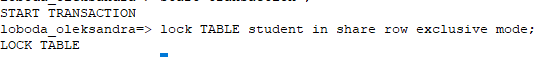 START TRANSACTION
loboda_oleksandra=> lock TABLE student in share row exclusive mode;
LOCK TABLE